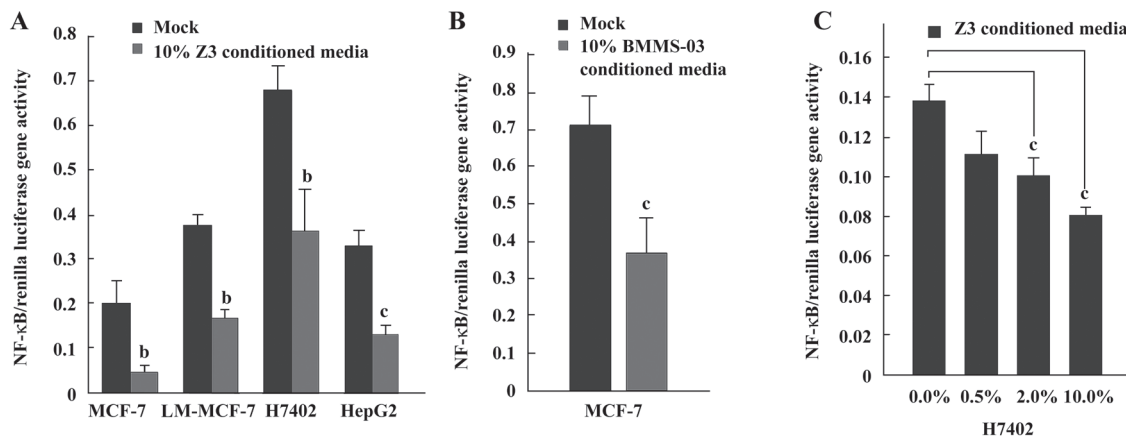 A
Mock
10% Z3 conditioned media
NF-κB/renilla luciferase gene activity
0.8
0.7
0.6
0.5
0.4
0.3
0.2
0.1
0
b
b
b
c
MCF-7 LM-MCF-7 H7402 HepG2
B
Mock
10% BMMS-03
conditioned media
NF-κB/renilla luciferase gene activity
0.9
0.8
0.7
0.6
0.5
0.4
0.3
0.2
0.1
0
c
MCF-7
C
Z3 conditioned media
NF-κB/renilla luciferase gene activity
0.16
0.14
0.12
0.10
0.08
0.06
0.04
0.02
0.00
c
c
0.0% 0.5% 2.0% 10.0%
H7402